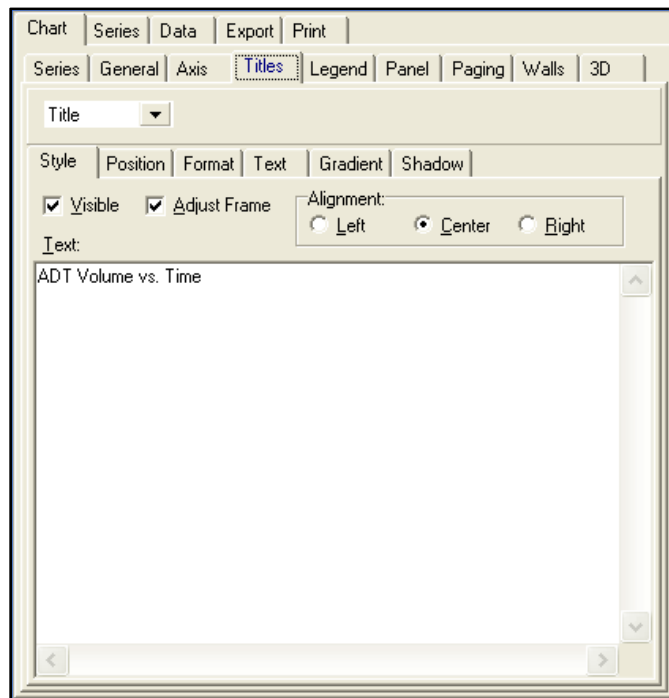 Chart Series Data Export Print
Series General Axis Titles Legend Panel Paging Walls 3D
Title
Style Position Format Text Gradient Shadow
Visible Adjust Frame Alignment:
Left Center Right
Text:
ADT Volume vs. Time